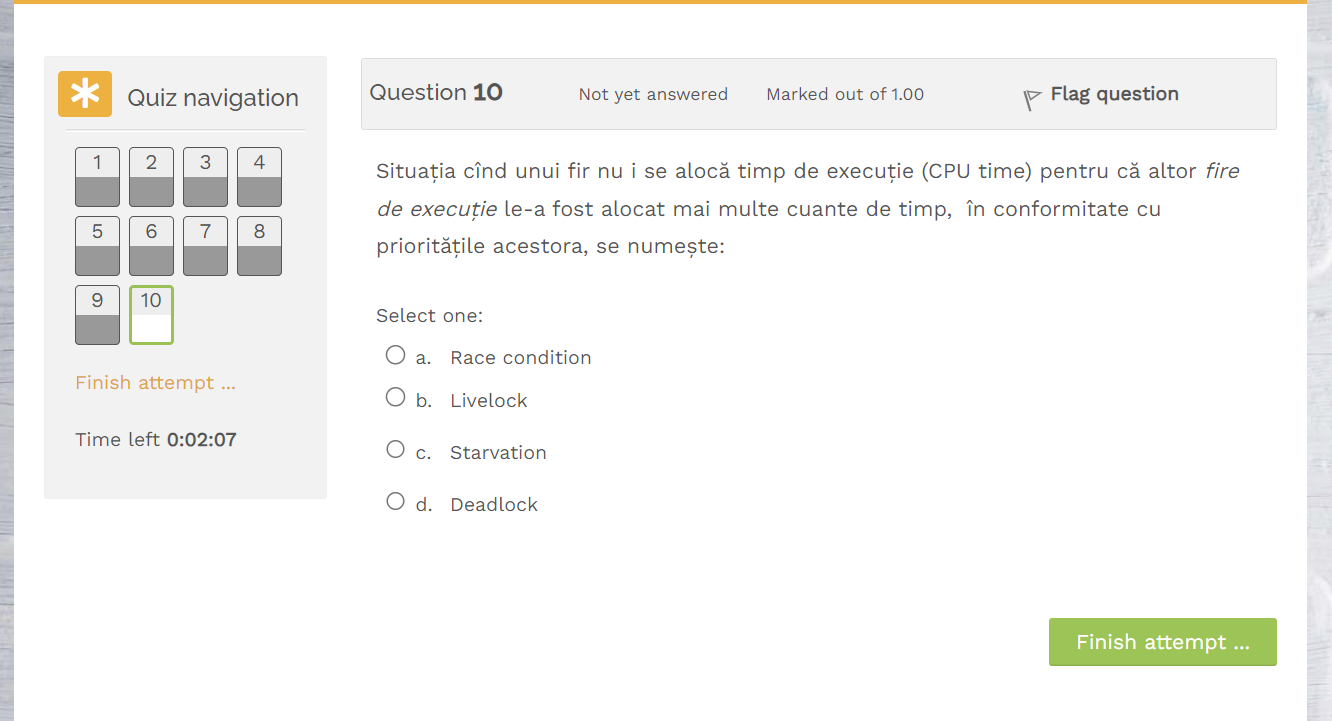 Quiz navigation
1 2 3 4
5 6 7 8
9 10
Finish attempt ...
Time left 0:02:07
Question 10 Not yet answered Marked out of 1.00 Flag question
Situația cînd unui fir nu i se alocă timp de execuție (CPU time) pentru că altor fire
de execuție le-a fost alocat mai multe cuante de timp, în conformitate cu
prioritățile acestora, se numește:
Select one:
a. Race condition
b. Livelock
c. Starvation
d. Deadlock
Finish attempt ...